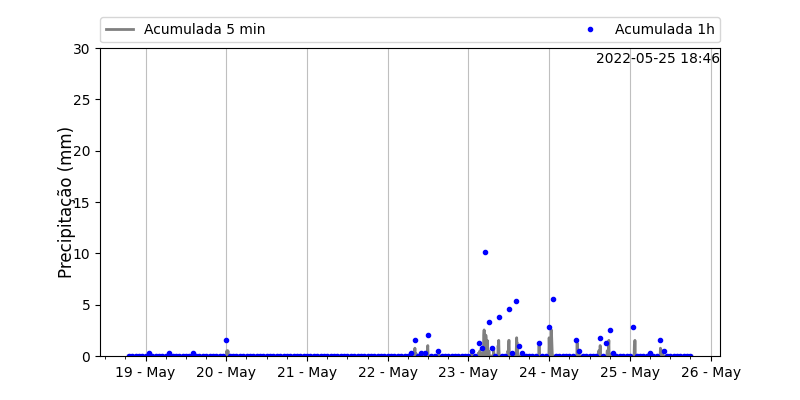 Acumulada 5 min
Acumulada 1h
2022-05-25 18:46
Precipitação (mm)
30
25
20
15
10
5
0
19 - May
20 - May
21 - May
22 - May
23 - May
24 - May
25 - May
26 - May